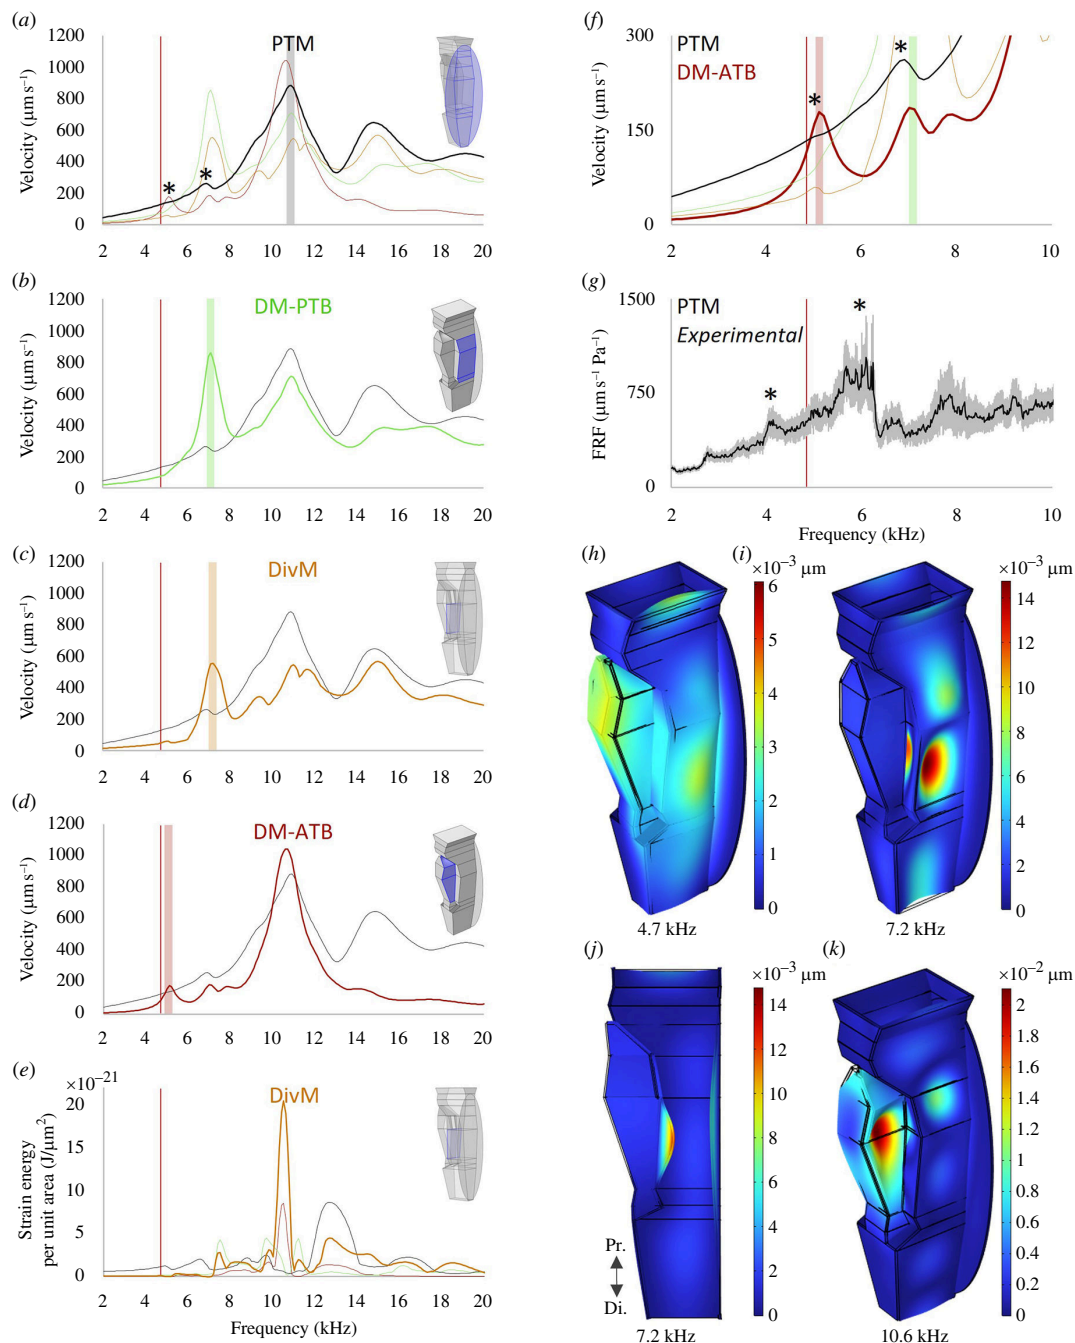 (a)
1200
1000
800
600
400
200
0
Velocity (µm s⁻¹)
PTM
*
*
2 4 6 8 10 12 14 16 18 20
(b)
1200
1000
800
600
400
200
0
Velocity (µm s⁻¹)
DM-PTB
2 4 6 8 10 12 14 16 18 20
(c)
1200
1000
800
600
400
200
0
Velocity (µm s⁻¹)
DivM
2 4 6 8 10 12 14 16 18 20
(d)
1200
1000
800
600
400
200
0
Velocity (µm s⁻¹)
DM-ATB
2 4 6 8 10 12 14 16 18 20
(e)
×10⁻²¹
20
15
10
5
0
Strain energy
per unit area (J/µm²)
DivM
2 4 6 8 10 12 14 16 18 20
Frequency (kHz)
(f)
300
150
0
Velocity (µm s⁻¹)
PTM
DM-ATB
*
*
2 4 6 8 10
(g)
1500
750
0
FRF (µm s⁻¹ Pa⁻¹)
PTM
Experimental
*
*
2 4 6 8 10
Frequency (kHz)
(h)
×10⁻³ µm
6
5
4
3
2
1
0
4.7 kHz
(i)
×10⁻³ µm
14
12
10
8
6
4
2
0
7.2 kHz
(j)
×10⁻³ µm
14
12
10
8
6
4
2
0
Pr.
Di.
7.2 kHz
(k)
×10⁻² µm
2.0
1.8
1.6
1.4
1.2
1.0
0.8
0.6
0.4
0.2
0
10.6 kHz